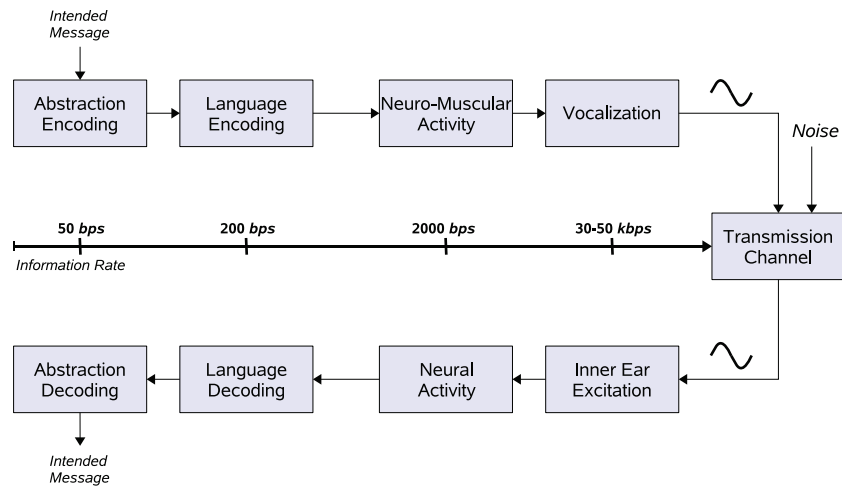 Intended
Message
Abstraction
Encoding
Language
Encoding
Neuro-Muscular
Activity
Vocalization
Noise
50 bps
200 bps
2000 bps
30-50 kbps
Information Rate
Transmission
Channel
Abstraction
Decoding
Language
Decoding
Neural
Activity
Inner Ear
Excitation
Intended
Message